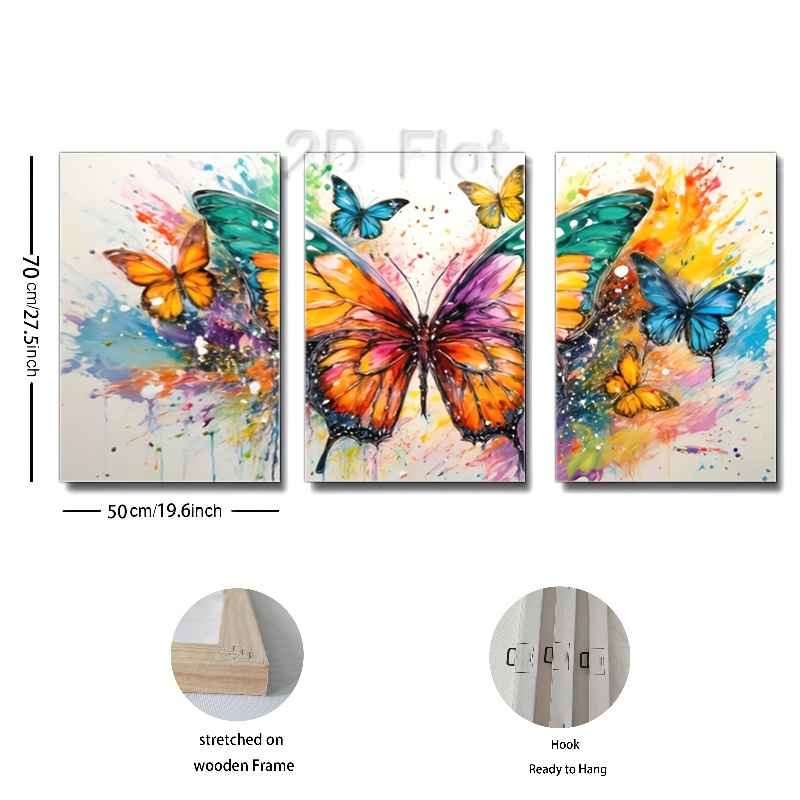 2D Flat
70 cm/27.5inch
50 cm/19.6inch
stretched on
wooden Frame
Hook
Ready to Hang